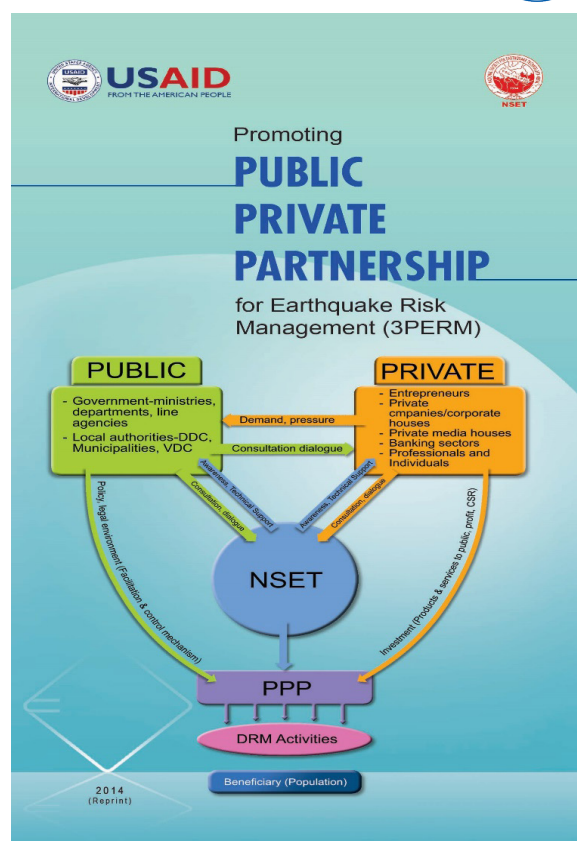 USAID
FROM THE AMERICAN PEOPLE
NSET
Promoting
PUBLIC
PRIVATE
PARTNERSHIP
for Earthquake Risk
Management (3PERM)
PUBLIC
- Government-ministries,
departments, line
agencies
- Local authorities-DDC,
Municipalities, VDC
PRIVATE
- Entrepreneurs
- Private
cmpanies/corporate
houses
- Private media houses
- Banking sectors
- Professionals and
Individuals
Demand, pressure
Consultation dialogue
Awareness, Technical Support
Consultation, dialogue
Awareness, Technical Support
Consultation, dialogue
Policy, legal environment (Facilitation & control mechanism)
Investment (Products & services to public, profit, CSR)
NSET
PPP
DRM Activities
Beneficiary (Population)
2014
(Reprint)